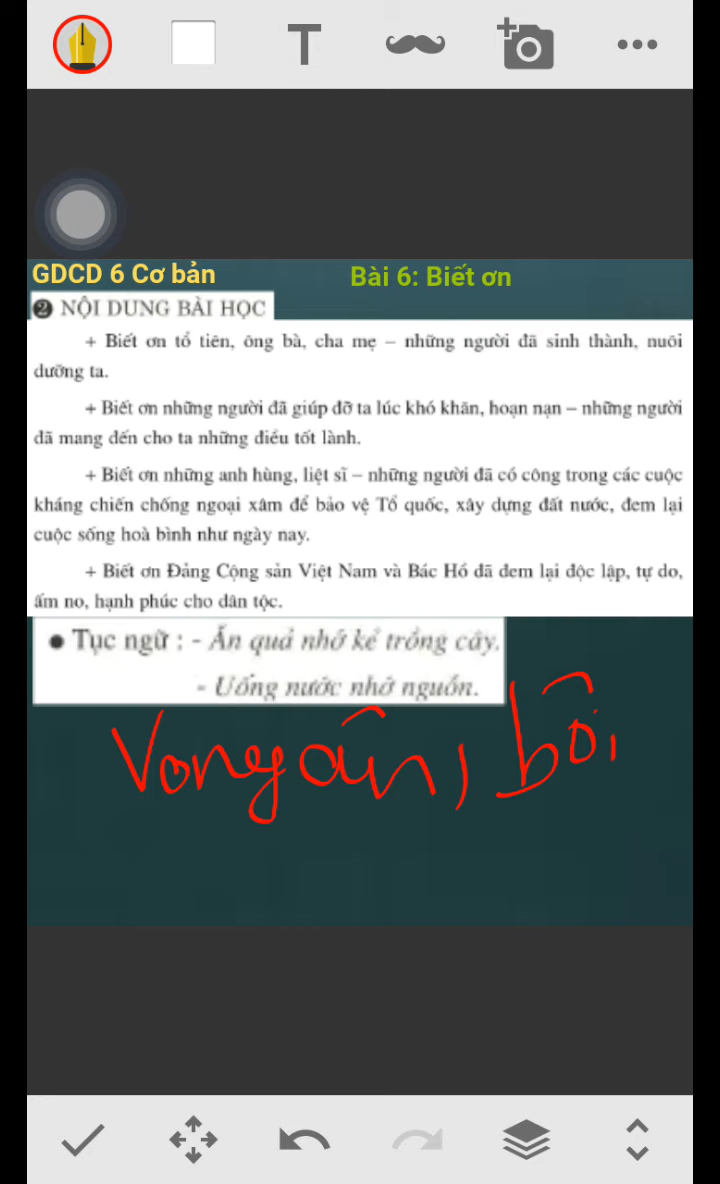 T
GDCD 6 Cơ bản
Bài 6: Biết ơn
❷ NỘI DUNG BÀI HỌC
+ Biết ơn tổ tiên, ông bà, cha mẹ – những người đã sinh thành, nuôi
dưỡng ta.
+ Biết ơn những người đã giúp đỡ ta lúc khó khăn, hoạn nạn – những người
đã mang đến cho ta những điều tốt lành.
+ Biết ơn những anh hùng, liệt sĩ – những người đã có công trong các cuộc
kháng chiến chống ngoại xâm để bảo vệ Tổ quốc, xây dựng đất nước, đem lại
cuộc sống hoà bình như ngày nay.
+ Biết ơn Đảng Cộng sản Việt Nam và Bác Hồ đã đem lại độc lập, tự do,
ấm no, hạnh phúc cho dân tộc.
● Tục ngữ : - Ăn quả nhớ kẻ trồng cây.
- Uống nước nhớ nguồn.
Vong ân, bôi